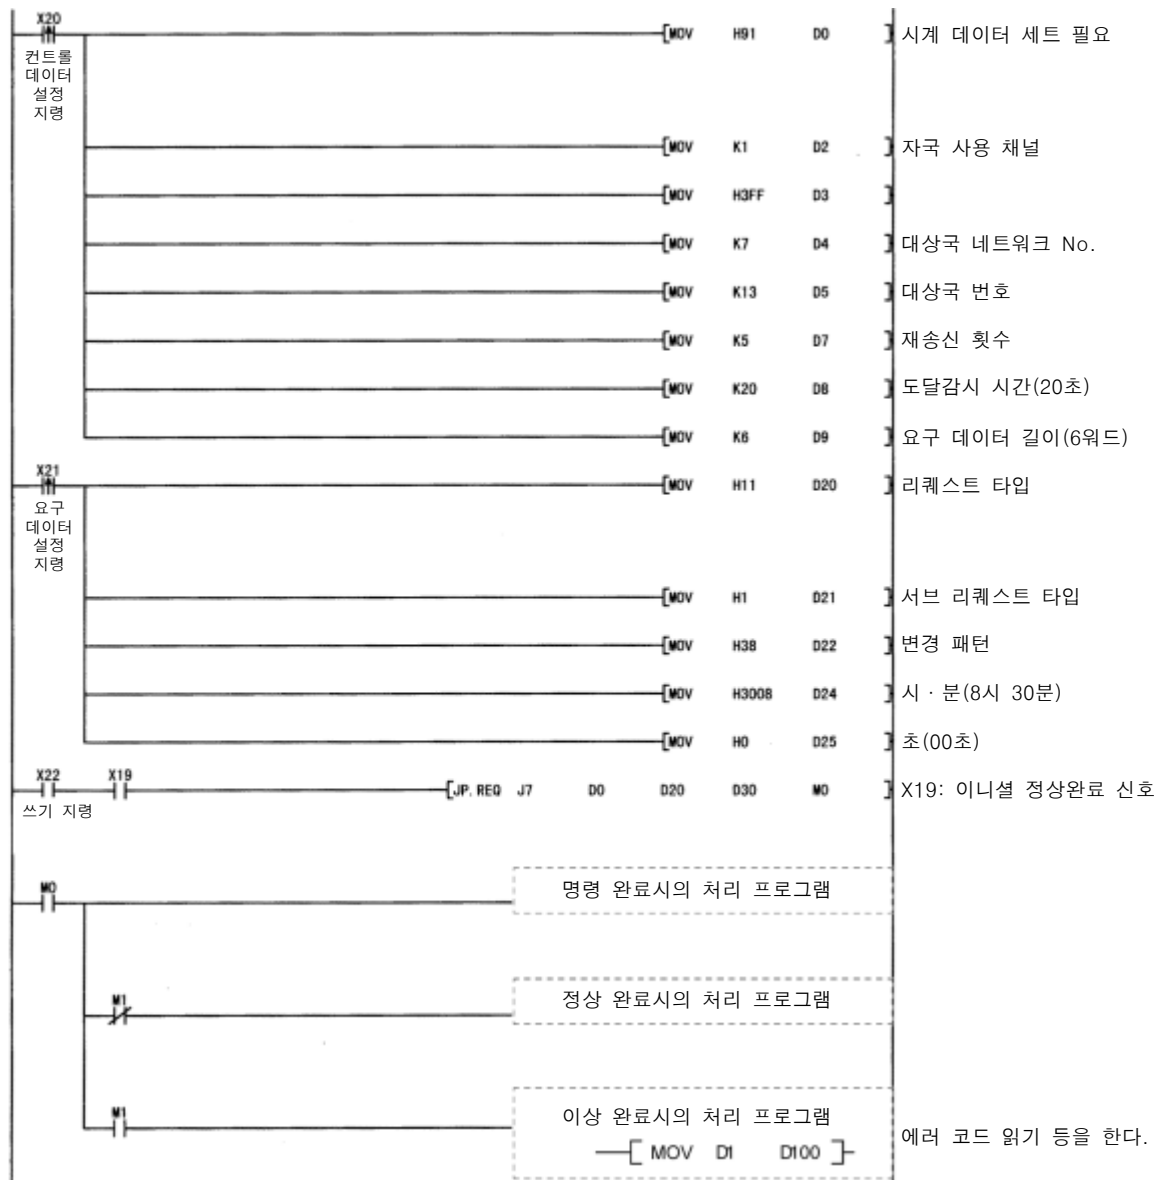 X20
컨트롤
데이터
설정
지령
[MOV H91 D0 ] 시계 데이터 세트 필요
[MOV K1 D2 ] 자국 사용 채널
[MOV H3FF D3 ]
[MOV K7 D4 ] 대상국 네트워크 No.
[MOV K13 D5 ] 대상국 번호
[MOV K5 D7 ] 재송신 횟수
[MOV K20 D8 ] 도달감시 시간(20초)
[MOV K6 D9 ] 요구 데이터 길이(6워드)
X21
요구
데이터
설정
지령
[MOV H11 D20 ] 리퀘스트 타입
[MOV H1 D21 ] 서브 리퀘스트 타입
[MOV H38 D22 ] 변경 패턴
[MOV H3008 D24 ] 시 · 분(8시 30분)
[MOV H0 D25 ] 초(00초)
X22 X19
쓰기 지령
[JP.REQ J7 D0 D20 D30 M0 ] X19: 이니셜 정상완료 신호
M0
명령 완료시의 처리 프로그램
M1
정상 완료시의 처리 프로그램
M1
이상 완료시의 처리 프로그램
[ MOV D1 D100 ]
에러 코드 읽기 등을 한다.